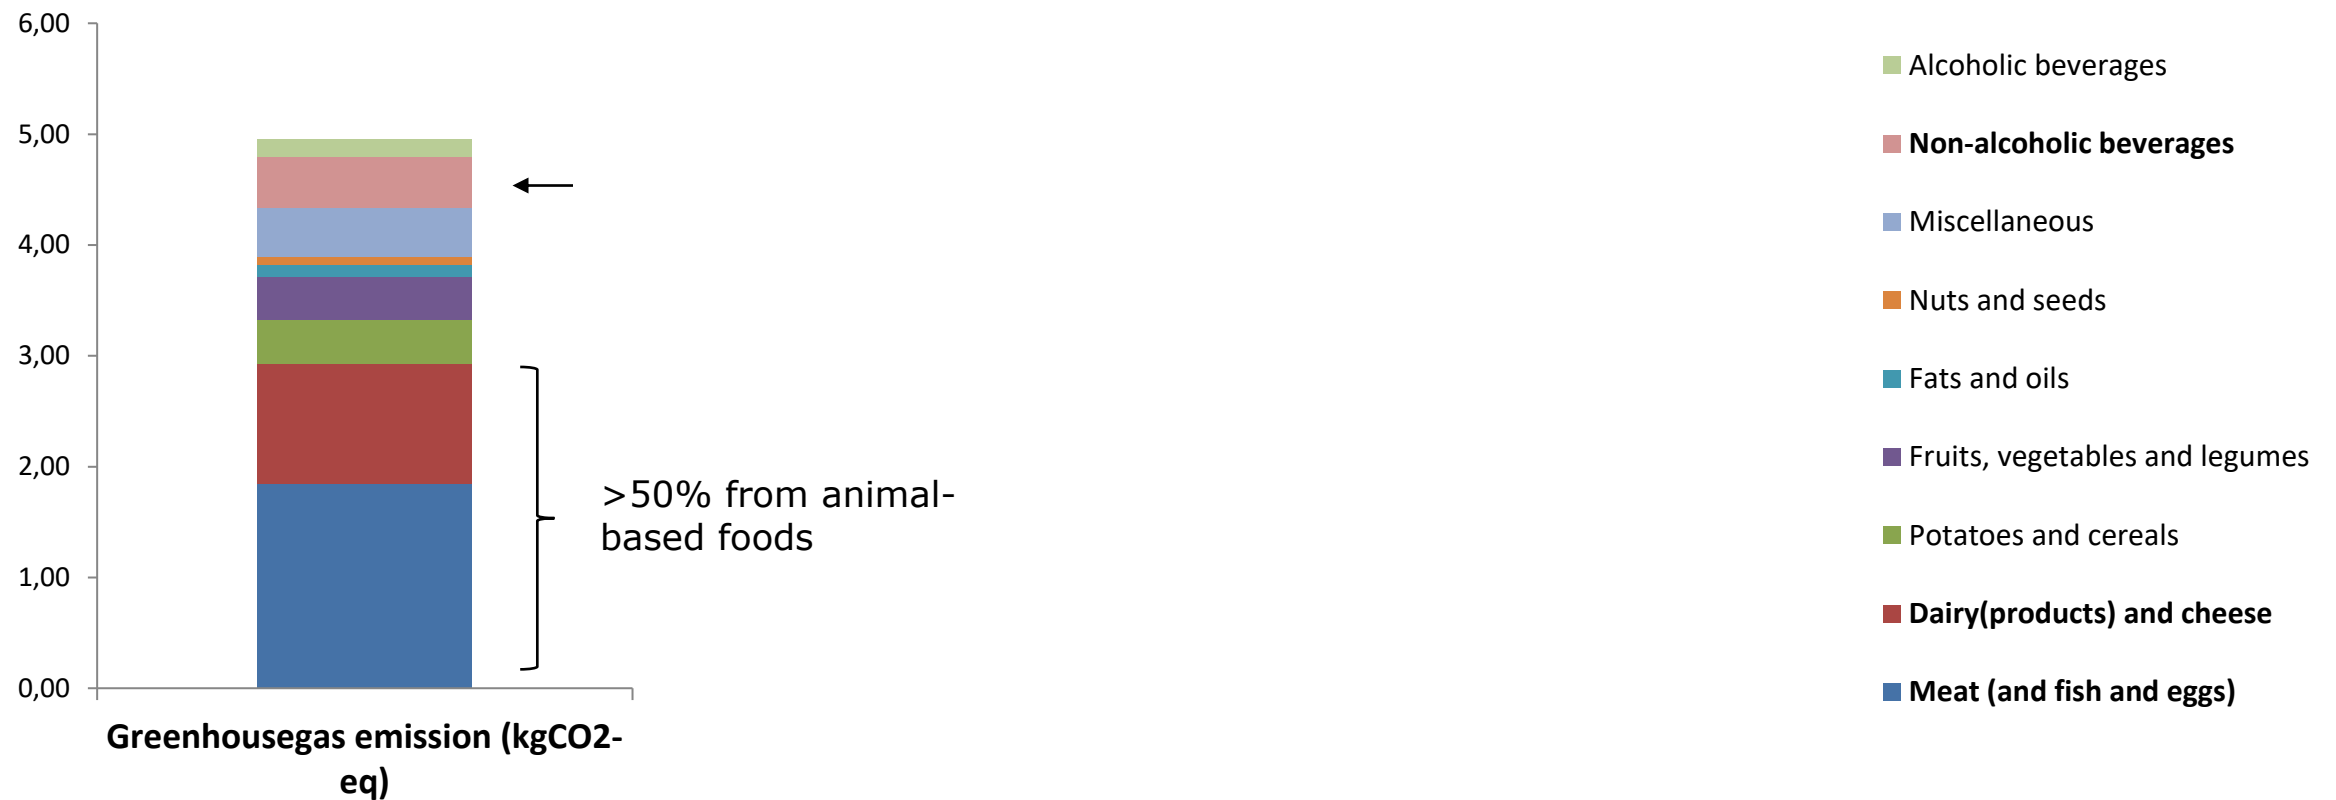 6,00
5,00
4,00
3,00
2,00
1,00
0,00
Greenhousegas emission (kgCO2-
eq)
>50% from animal-
based foods
Alcoholic beverages
Non-alcoholic beverages
Miscellaneous
Nuts and seeds
Fats and oils
Fruits, vegetables and legumes
Potatoes and cereals
Dairy(products) and cheese
Meat (and fish and eggs)